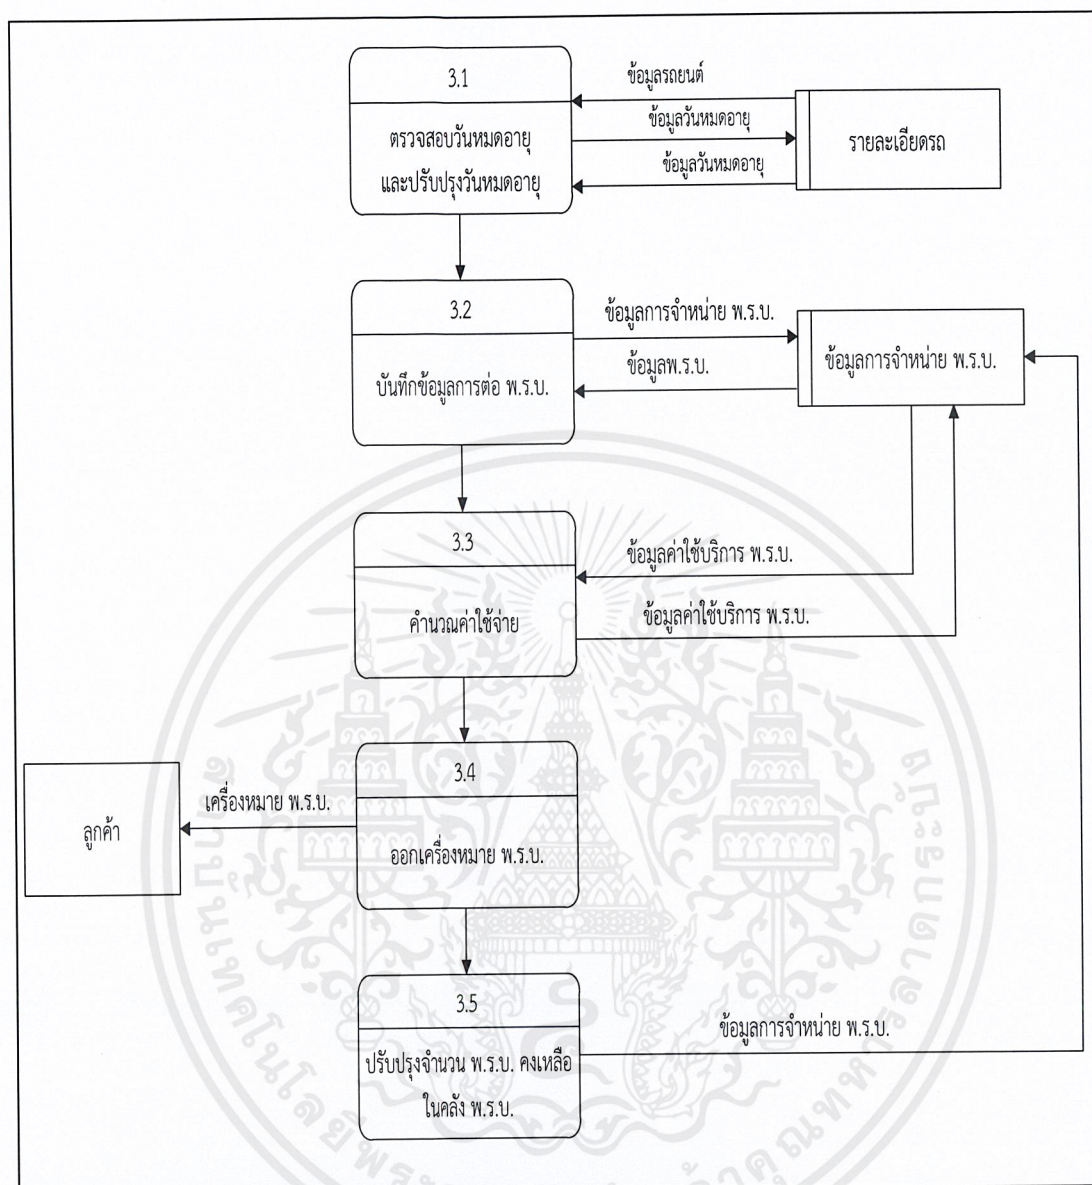 3.1
ข้อมูลรถยนต์
ตรวจสอบวันหมดอายุ
และปรับปรุงวันหมดอายุ
ข้อมูลวันหมดอายุ
ข้อมูลวันหมดอายุ
รายละเอียดรถ
3.2
บันทึกข้อมูลการต่อ พ.ร.บ.
ข้อมูลการจำหน่าย พ.ร.บ.
ข้อมูลพ.ร.บ.
ข้อมูลการจำหน่าย พ.ร.บ.
3.3
คำนวณค่าใช้จ่าย
ข้อมูลค่าใช้บริการ พ.ร.บ.
ข้อมูลค่าใช้บริการ พ.ร.บ.
3.4
ออกเครื่องหมาย พ.ร.บ.
เครื่องหมาย พ.ร.บ.
ลูกค้า
3.5
ปรับปรุงจำนวน พ.ร.บ. คงเหลือ
ในคลัง พ.ร.บ.
ข้อมูลการจำหน่าย พ.ร.บ.